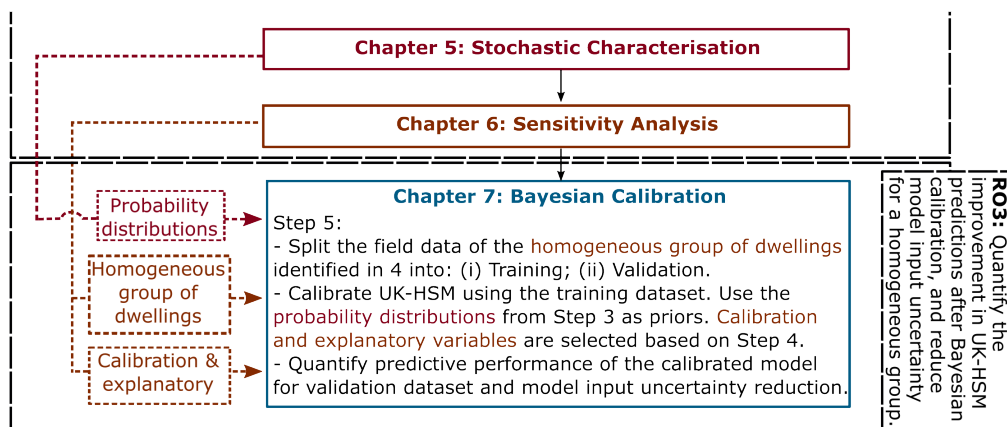 Chapter 5: Stochastic Characterisation
Chapter 6: Sensitivity Analysis
Probability
distributions
Homogeneous
group of
dwellings
Calibration &
explanatory
Chapter 7: Bayesian Calibration
Step 5:
- Split the field data of the homogeneous group of dwellings
identified in 4 into: (i) Training; (ii) Validation.
- Calibrate UK-HSM using the training dataset. Use the
probability distributions from Step 3 as priors. Calibration
and explanatory variables are selected based on Step 4.
- Quantify predictive performance of the calibrated model
for validation dataset and model input uncertainty reduction.
RO3: Quantify the
improvement in UK-HSM
predictions after Bayesian
calibration, and reduce
model input uncertainty
for a homogeneous group.